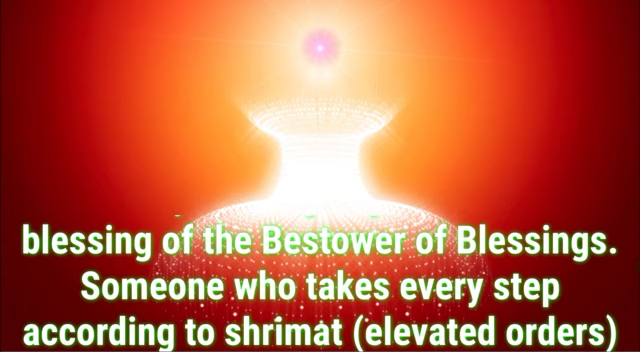 blessing of the Bestower of Blessings.
Someone who takes every step
according to shrimat (elevated orders)